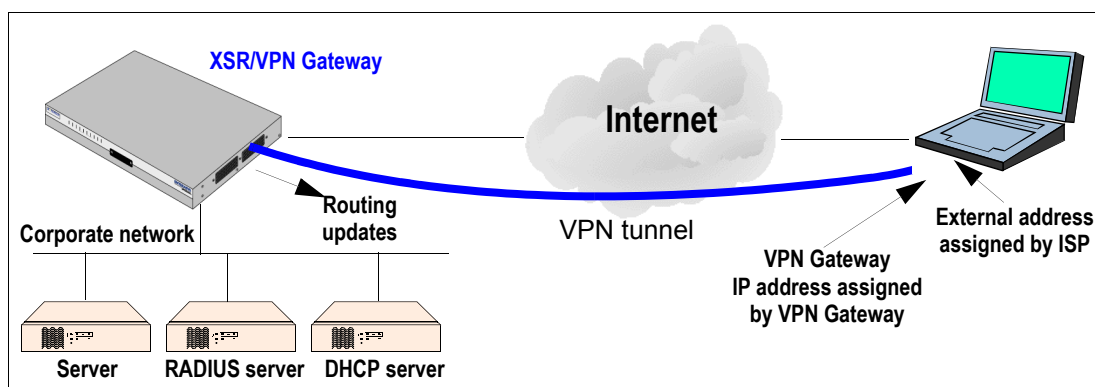 XSR/VPN Gateway
Internet
Routing
updates
Corporate network
VPN tunnel
External address
assigned by ISP
VPN Gateway
IP address assigned
by VPN Gateway
Server
RADIUS server
DHCP server